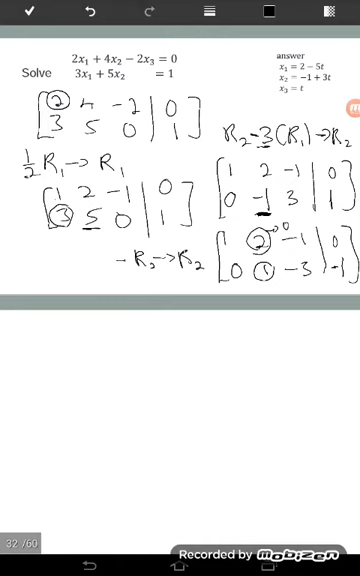 2x₁ + 4x₂ − 2x₃ = 0
Solve 3x₁ + 5x₂ = 1
answer
x₁ = 2 − 5t
x₂ = −1 + 3t
x₃ = t
2 4 −2 | 0
3 5 0 | 1
½ R₁ → R₁
1 2 −1 | 0
3 5 0 | 1
R₂ − 3(R₁) → R₂
1 2 −1 | 0
0 −1 3 | 1
− R₂ → R₂
1 2 → 0 −1 | 0
0 1 −3 | −1
32 /60
Recorded by Mobizen